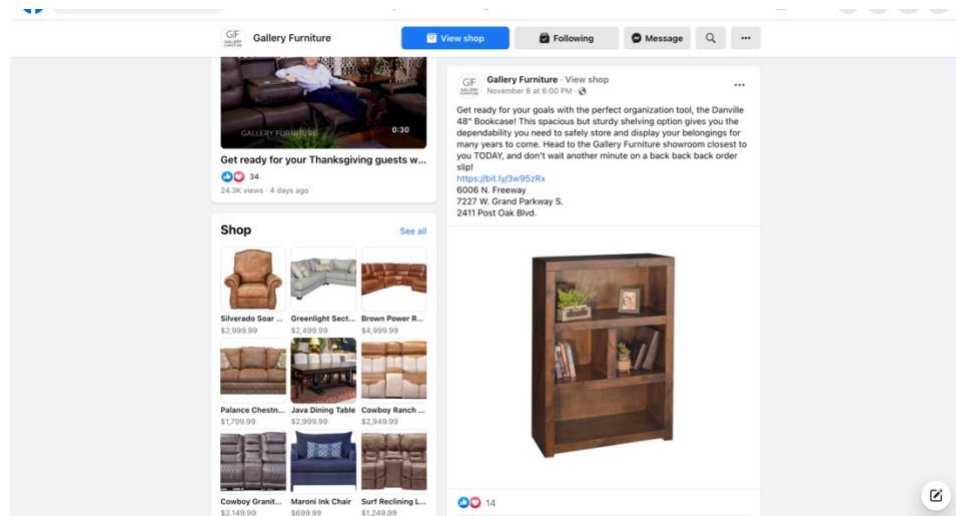 GF
GALLERY
FURNITURE
Gallery Furniture
View shop
Following
Message
GALLERY FURNITURE
0:30
Get ready for your Thanksgiving guests w...
34
24.3K views · 4 days ago
Shop
See all
Silverado Soar ...
$2,999.99
Greenlight Sect...
$2,499.99
Brown Power R...
$4,999.99
Palance Chestn...
$1,799.99
Java Dining Table
$2,999.99
Cowboy Ranch ...
$2,949.99
Cowboy Granit...
$2,149.99
Maroni Ink Chair
$699.99
Surf Reclining L...
$1,249.99
GF
GALLERY
FURNITURE
Gallery Furniture · View shop
November 8 at 6:00 PM ·
Get ready for your goals with the perfect organization tool, the Danville
48" Bookcase! This spacious but sturdy shelving option gives you the
dependability you need to safely store and display your belongings for
many years to come. Head to the Gallery Furniture showroom closest to
you TODAY, and don't wait another minute on a back back back order
slip!
https://bit.ly/3w95zRx
6006 N. Freeway
7227 W. Grand Parkway S.
2411 Post Oak Blvd.
14